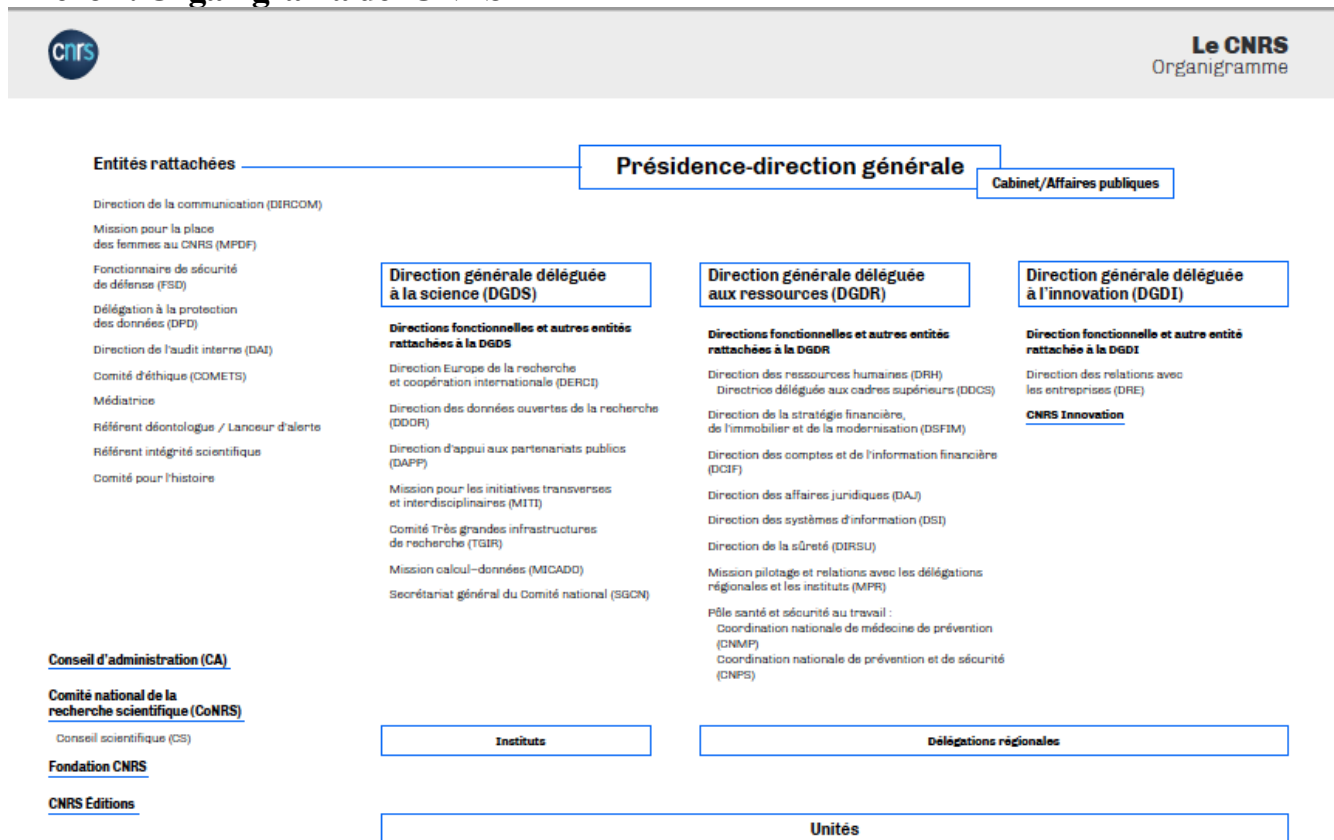 cnrs
Le CNRS
Organigramme
Présidence-direction générale
Cabinet/Affaires publiques
Entités rattachées
Direction de la communication (DIRCOM)
Mission pour la place
des femmes au CNRS (MPDF)
Fonctionnaire de sécurité
de défense (FSD)
Délégation à la protection
des données (DPD)
Direction de l'audit interne (DAI)
Comité d'éthique (COMETS)
Médiatrice
Référent déontologue / Lanceur d'alerte
Référent intégrité scientifique
Comité pour l'histoire
Direction générale déléguée
à la science (DGDS)
Directions fonctionnelles et autres entités
rattachées à la DGDS
Direction Europe de la recherche
et coopération internationale (DERCI)
Direction des données ouvertes de la recherche
(DDOR)
Direction d'appui aux partenariats publics
(DAPP)
Mission pour les initiatives transverses
et interdisciplinaires (MITI)
Comité Très grandes infrastructures
de recherche (TGIR)
Mission calcul–données (MICADO)
Secrétariat général du Comité national (SGCN)
Direction générale déléguée
aux ressources (DGDR)
Directions fonctionnelles et autres entités
rattachées à la DGDR
Direction des ressources humaines (DRH)
Directrice déléguée aux cadres supérieurs (DDCS)
Direction de la stratégie financière,
de l'immobilier et de la modernisation (DSFIM)
Direction des comptes et de l'information financière
(DCIF)
Direction des affaires juridiques (DAJ)
Direction des systèmes d'information (DSI)
Direction de la sûreté (DIRSU)
Mission pilotage et relations avec les délégations
régionales et les instituts (MPR)
Pôle santé et sécurité au travail :
Coordination nationale de médecine de prévention
(CNMP)
Coordination nationale de prévention et de sécurité
(CNPS)
Direction générale déléguée
à l'innovation (DGDI)
Direction fonctionnelle et autre entité
rattachée à la DGDI
Direction des relations avec
les entreprises (DRE)
CNRS Innovation
Conseil d'administration (CA)
Comité national de la
recherche scientifique (CoNRS)
Conseil scientifique (CS)
Fondation CNRS
CNRS Éditions
Instituts
Délégations régionales
Unités